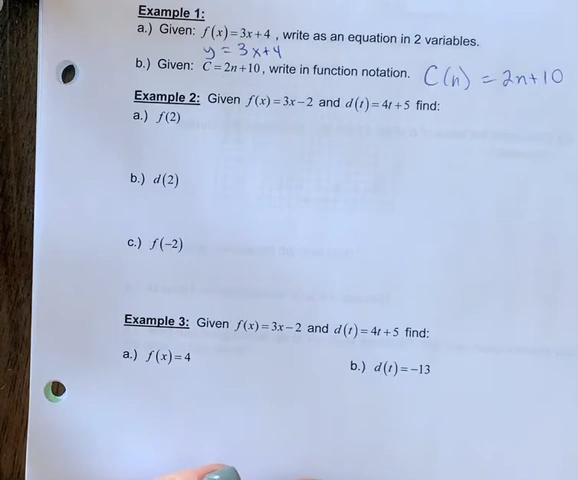 Example 1:
a.) Given: f(x)=3x+4, write as an equation in 2 variables.
y = 3x+4
b.) Given: C=2n+10, write in function notation. C(n) = 2n+10
Example 2: Given f(x)=3x-2 and d(t)=4t+5 find:
a.) f(2)
b.) d(2)
c.) f(-2)
Example 3: Given f(x)=3x-2 and d(t)=4t+5 find:
a.) f(x)=4 b.) d(t)=-13